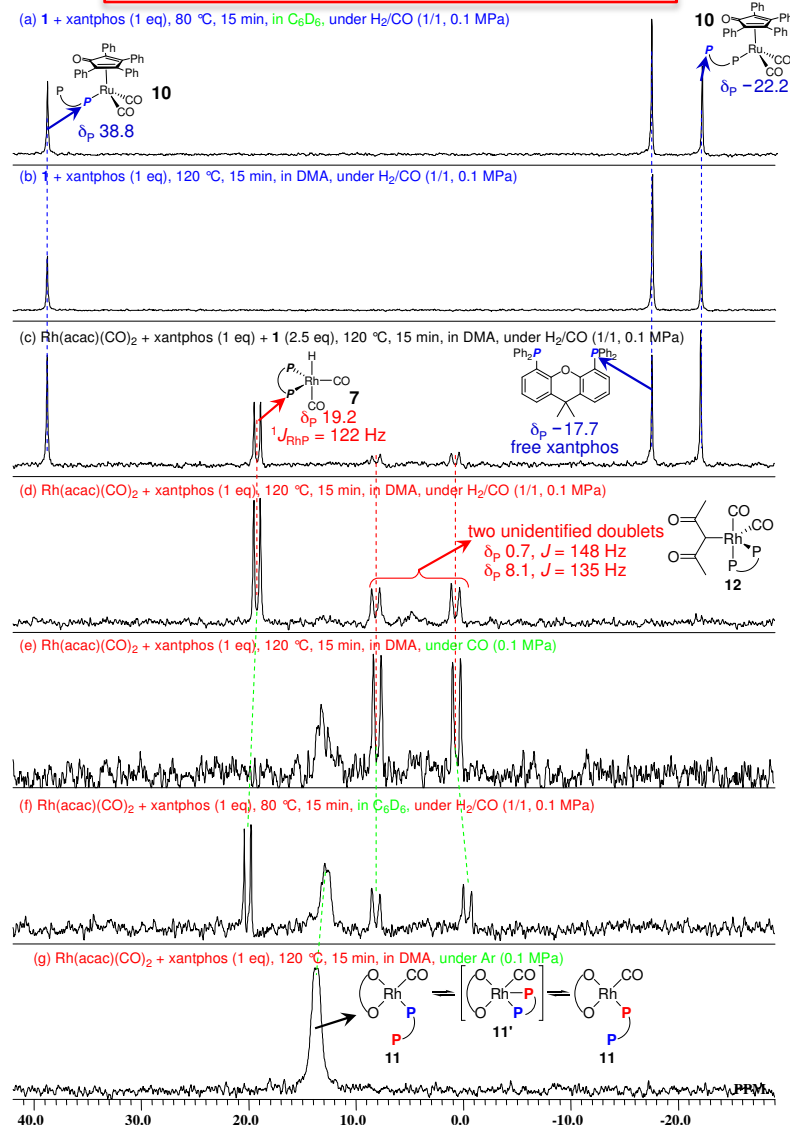 (a) 1 + xantphos (1 eq), 80 °C, 15 min, in C6D6, under H2/CO (1/1, 0.1 MPa)
10
Ph
Ph
O
Ph
Ph
P
P
Ru
CO
CO
10
δP 38.8
Ph
Ph
O
Ph
Ph
P
P
Ru
CO
CO
δP −22.2
(b) 1 + xantphos (1 eq), 120 °C, 15 min, in DMA, under H2/CO (1/1, 0.1 MPa)
(c) Rh(acac)(CO)2 + xantphos (1 eq) + 1 (2.5 eq), 120 °C, 15 min, in DMA, under H2/CO (1/1, 0.1 MPa)
H
P
P
Rh
CO
CO
7
δP 19.2
1JRhP = 122 Hz
Ph2P
PPh2
O
δP −17.7
free xantphos
(d) Rh(acac)(CO)2 + xantphos (1 eq), 120 °C, 15 min, in DMA, under H2/CO (1/1, 0.1 MPa)
two unidentified doublets
δP 0.7, J = 148 Hz
δP 8.1, J = 135 Hz
O
O
CO
CO
Rh
P
P
12
(e) Rh(acac)(CO)2 + xantphos (1 eq), 120 °C, 15 min, in DMA, under CO (0.1 MPa)
(f) Rh(acac)(CO)2 + xantphos (1 eq), 80 °C, 15 min, in C6D6, under H2/CO (1/1, 0.1 MPa)
(g) Rh(acac)(CO)2 + xantphos (1 eq), 120 °C, 15 min, in DMA, under Ar (0.1 MPa)
O
O
Rh
CO
P
P
11
O
O
Rh
CO
P
P
11'
O
O
Rh
CO
P
P
11
PPM
40.0 30.0 20.0 10.0 0.0 -10.0 -20.0